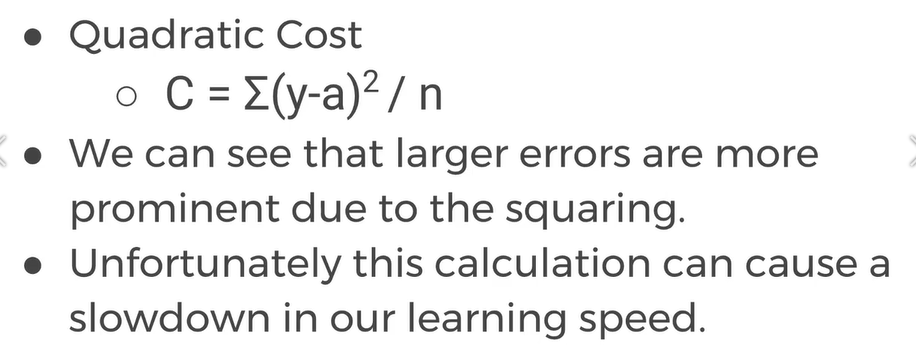 ● Quadratic Cost
○ C = Σ(y-a)² / n
● We can see that larger errors are more
prominent due to the squaring.
● Unfortunately this calculation can cause a
slowdown in our learning speed.